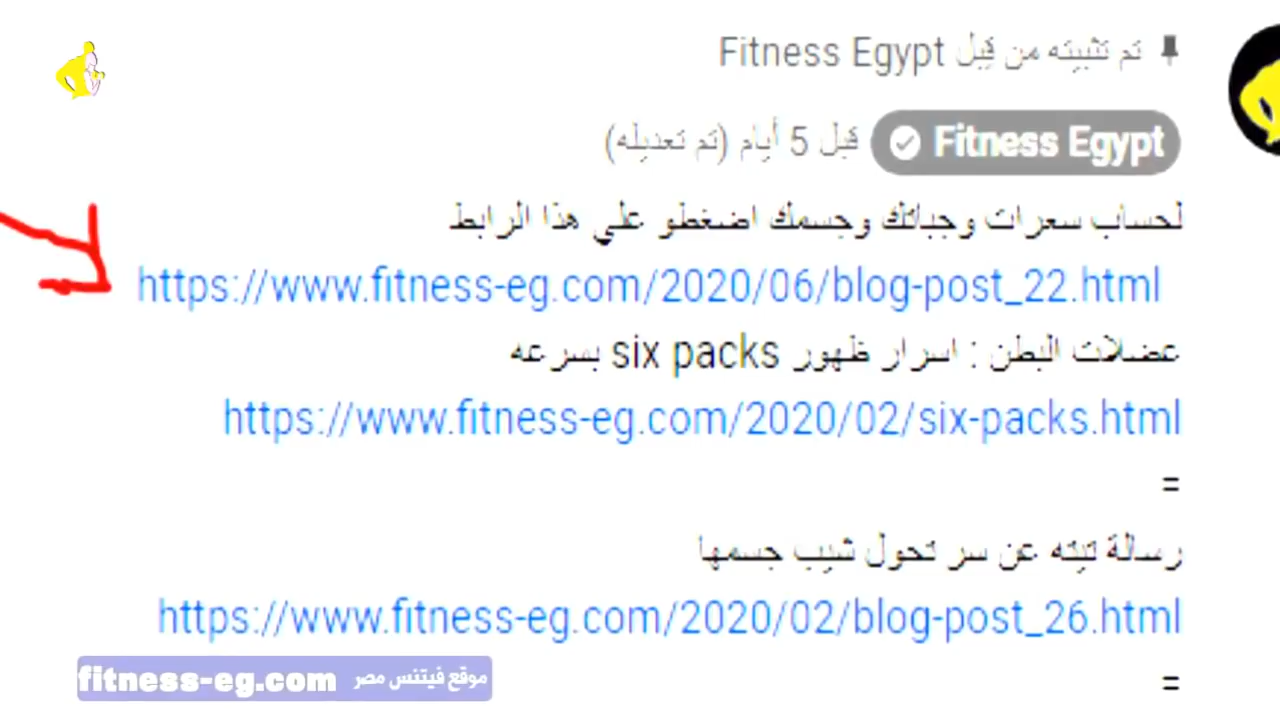 تم تثبيته من قِبل Fitness Egypt
Fitness Egypt قبل 5 أيام (تم تعديله)
لحساب سعرات وجباتك وجسمك اضغطو علي هذا الرابط
https://www.fitness-eg.com/2020/06/blog-post_22.html
عضلات البطن : اسرار ظهور six packs بسرعه
https://www.fitness-eg.com/2020/02/six-packs.html
=
رسالة تيته عن سر تحول شيب جسمها
https://www.fitness-eg.com/2020/02/blog-post_26.html
=
موقع فيتنس مصر fitness-eg.com